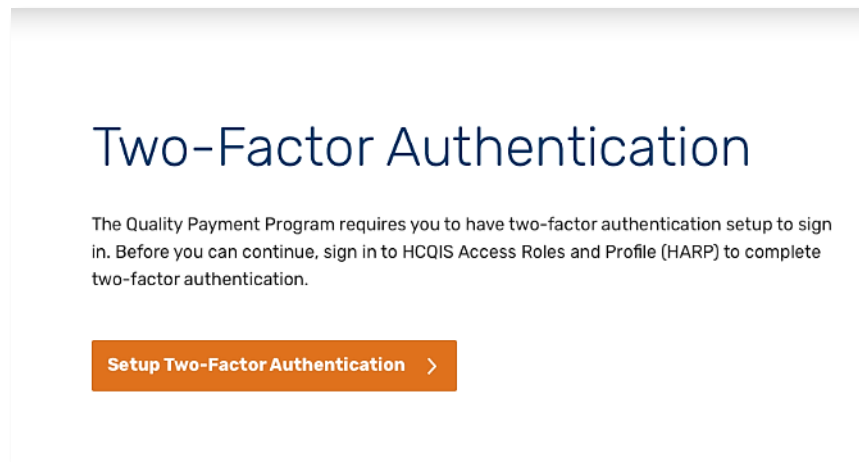 Two-Factor Authentication
The Quality Payment Program requires you to have two-factor authentication setup to sign
in. Before you can continue, sign in to HCQIS Access Roles and Profile (HARP) to complete
two-factor authentication.
Setup Two-Factor Authentication